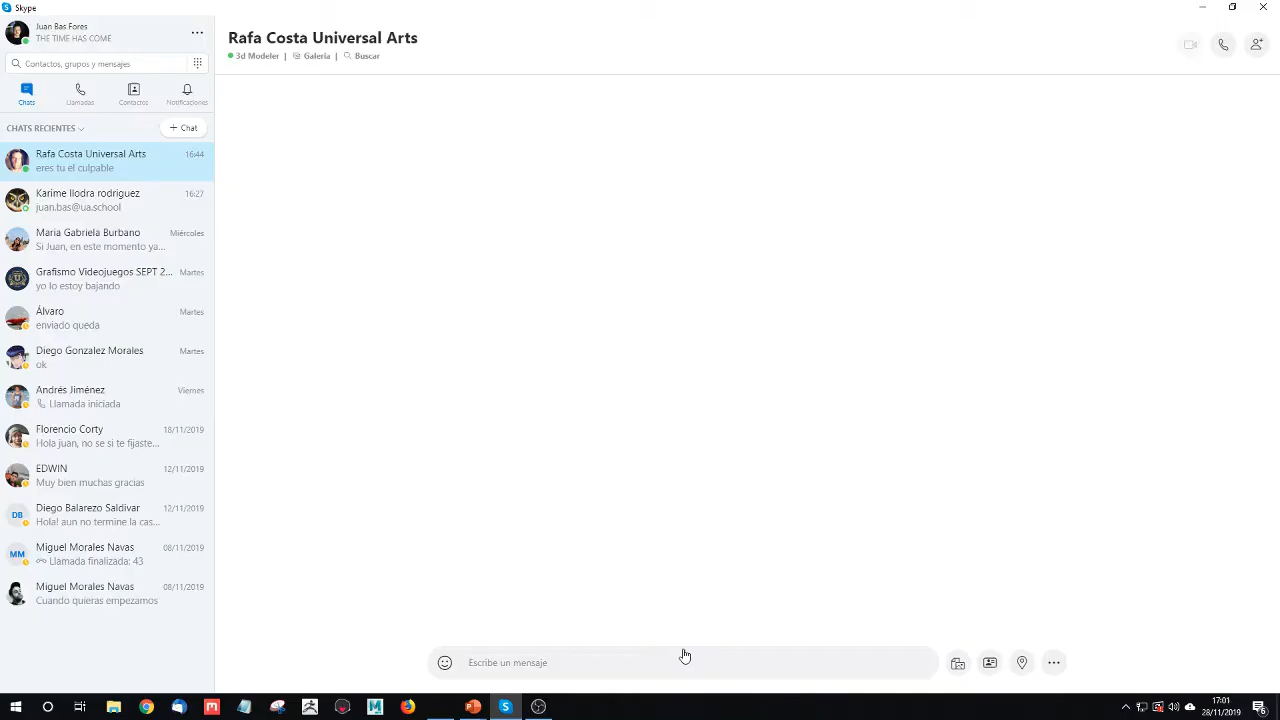 Skype
Juan Bas Fores
THE TIME HAS COME
Contactos, grupos y mensajes
Chats
Llamadas
Contactos
Notificaciones
CHATS RECIENTES
Chat
Rafa Costa Universal Arts 16:44
eres tu el culpable
Karime llodra rodriguez 16:27
juan.bas@ua.school
Maria Gabriela Burbano Miércoles
Si Juan, en este momento ya...
Grafismo Videojuegos SEPT 2... Martes
yo lo estoy bajando
Álvaro Martes
enviado queda
Diego Gonzalez Morales Martes
ok
Andrés Jiménez Viernes
Llamada iniciada
Florencio Corty 18/11/2019
Hola juan, no se si te fijaste...
EDWIN 12/11/2019
Muy bien muchas gracias
DB
Diego Balarezo Saldivar 12/11/2019
Hola! aun no termine la cas...
MM
Miguel Morales Navas 08/11/2019
Llamada finalizada: 43
Miguel Morales Navas 08/11/2019
Cuando quieras empezamos
Rafa Costa Universal Arts
3d Modeler | Galería | Buscar
Escribe un mensaje
17:01
28/11/2019